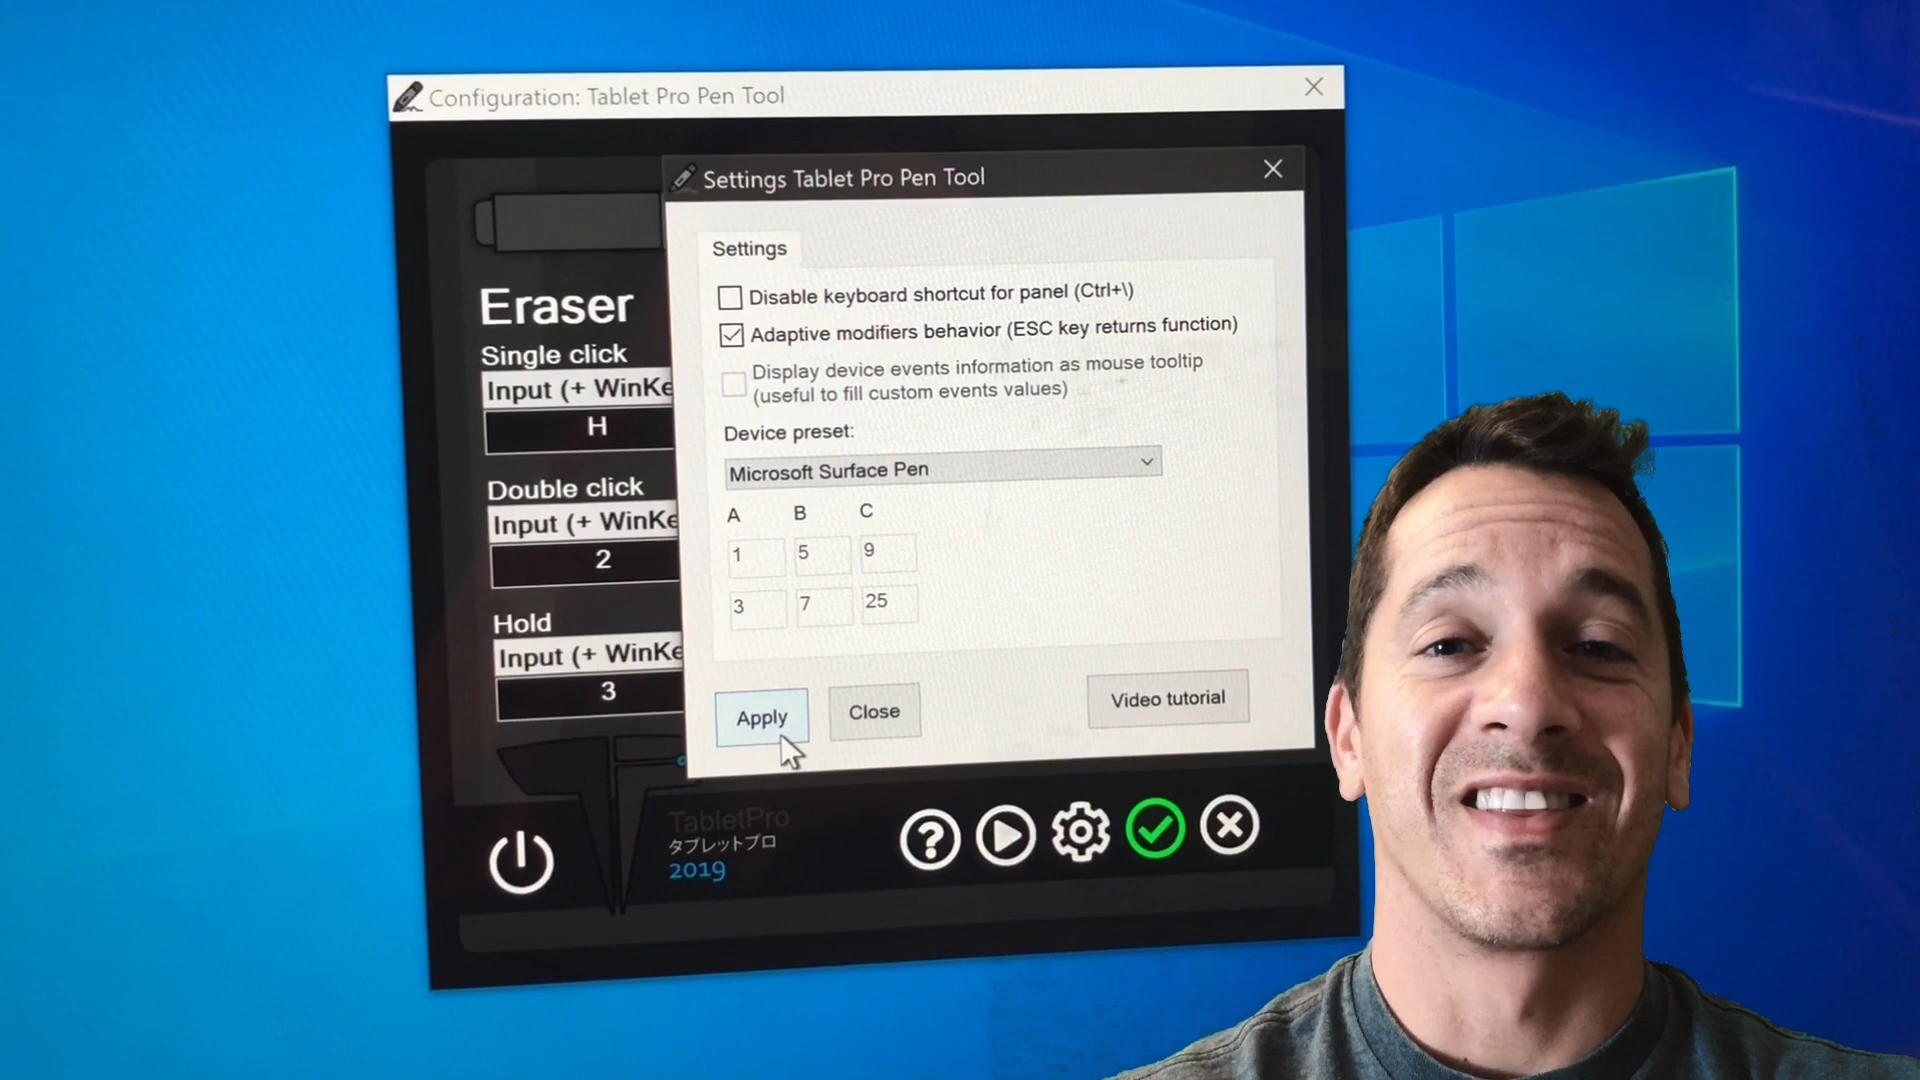 Configuration: Tablet Pro Pen Tool
Settings Tablet Pro Pen Tool
Settings
Disable keyboard shortcut for panel (Ctrl+\)
Adaptive modifiers behavior (ESC key returns function)
Display device events information as mouse tooltip
(useful to fill custom events values)
Device preset:
Microsoft Surface Pen
A B C
1 5 9
3 7 25
Apply Close Video tutorial
Eraser
Single click
Input (+ WinKe
H
Double click
Input (+ WinKe
2
Hold
Input (+ WinKe
3
TabletPro
タブレットプロ
2019